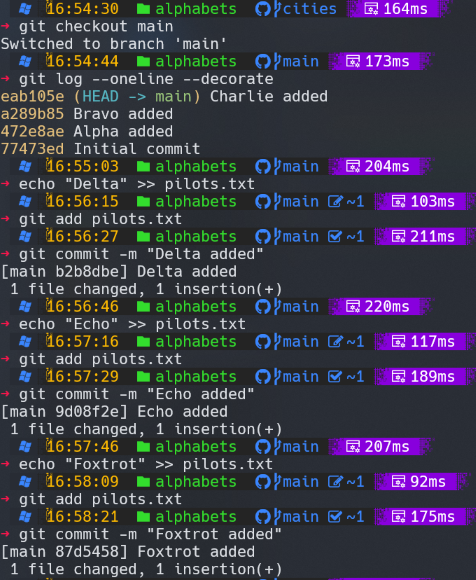 16:54:30 alphabets cities 164ms
git checkout main
Switched to branch 'main'
16:54:44 alphabets main 173ms
git log --oneline --decorate
eab105e (HEAD -> main) Charlie added
a289b85 Bravo added
472e8ae Alpha added
77473ed Initial commit
16:55:03 alphabets main 204ms
echo "Delta" >> pilots.txt
16:56:15 alphabets main ~1 103ms
git add pilots.txt
16:56:27 alphabets main ~1 211ms
git commit -m "Delta added"
[main b2b8dbe] Delta added
1 file changed, 1 insertion(+)
16:56:46 alphabets main 220ms
echo "Echo" >> pilots.txt
16:57:16 alphabets main ~1 117ms
git add pilots.txt
16:57:29 alphabets main ~1 189ms
git commit -m "Echo added"
[main 9d08f2e] Echo added
1 file changed, 1 insertion(+)
16:57:46 alphabets main 207ms
echo "Foxtrot" >> pilots.txt
16:58:09 alphabets main ~1 92ms
git add pilots.txt
16:58:21 alphabets main ~1 175ms
git commit -m "Foxtrot added"
[main 87d5458] Foxtrot added
1 file changed, 1 insertion(+)